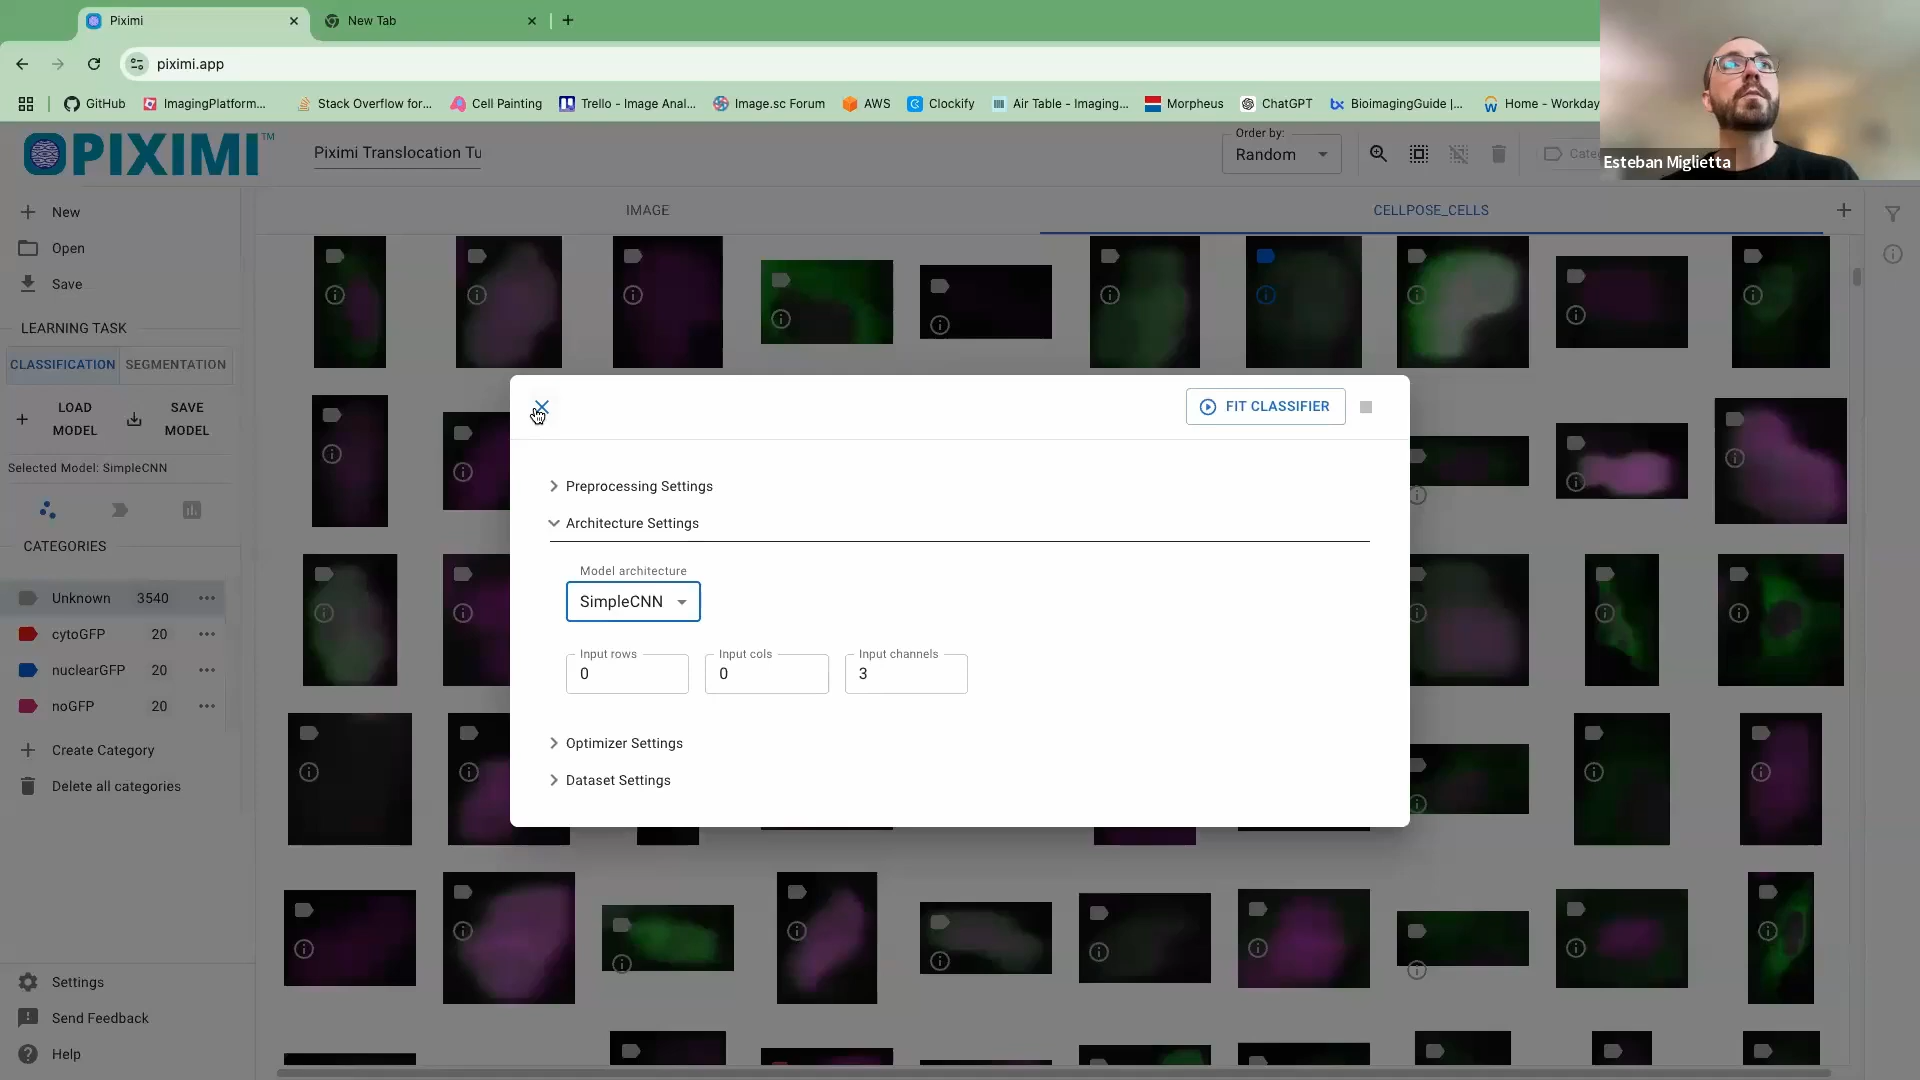 Piximi
New Tab
piximi.app
GitHub
ImagingPlatform...
Stack Overflow for...
Cell Painting
Trello - Image Anal...
Image.sc Forum
AWS
Clockify
Air Table - Imaging...
Morpheus
ChatGPT
BioimagingGuide |...
Home - Workday
Esteban Miglietta
PIXIMI™
Piximi Translocation Tu
Order by:
Random
Cate
New
Open
Save
IMAGE
CELLPOSE_CELLS
LEARNING TASK
CLASSIFICATION
SEGMENTATION
LOAD
MODEL
SAVE
MODEL
Selected Model: SimpleCNN
CATEGORIES
Unknown 3540
cytoGFP 20
nuclearGFP 20
noGFP 20
Create Category
Delete all categories
Settings
Send Feedback
Help
FIT CLASSIFIER
Preprocessing Settings
Architecture Settings
Model architecture
SimpleCNN
Input rows
0
Input cols
0
Input channels
3
Optimizer Settings
Dataset Settings